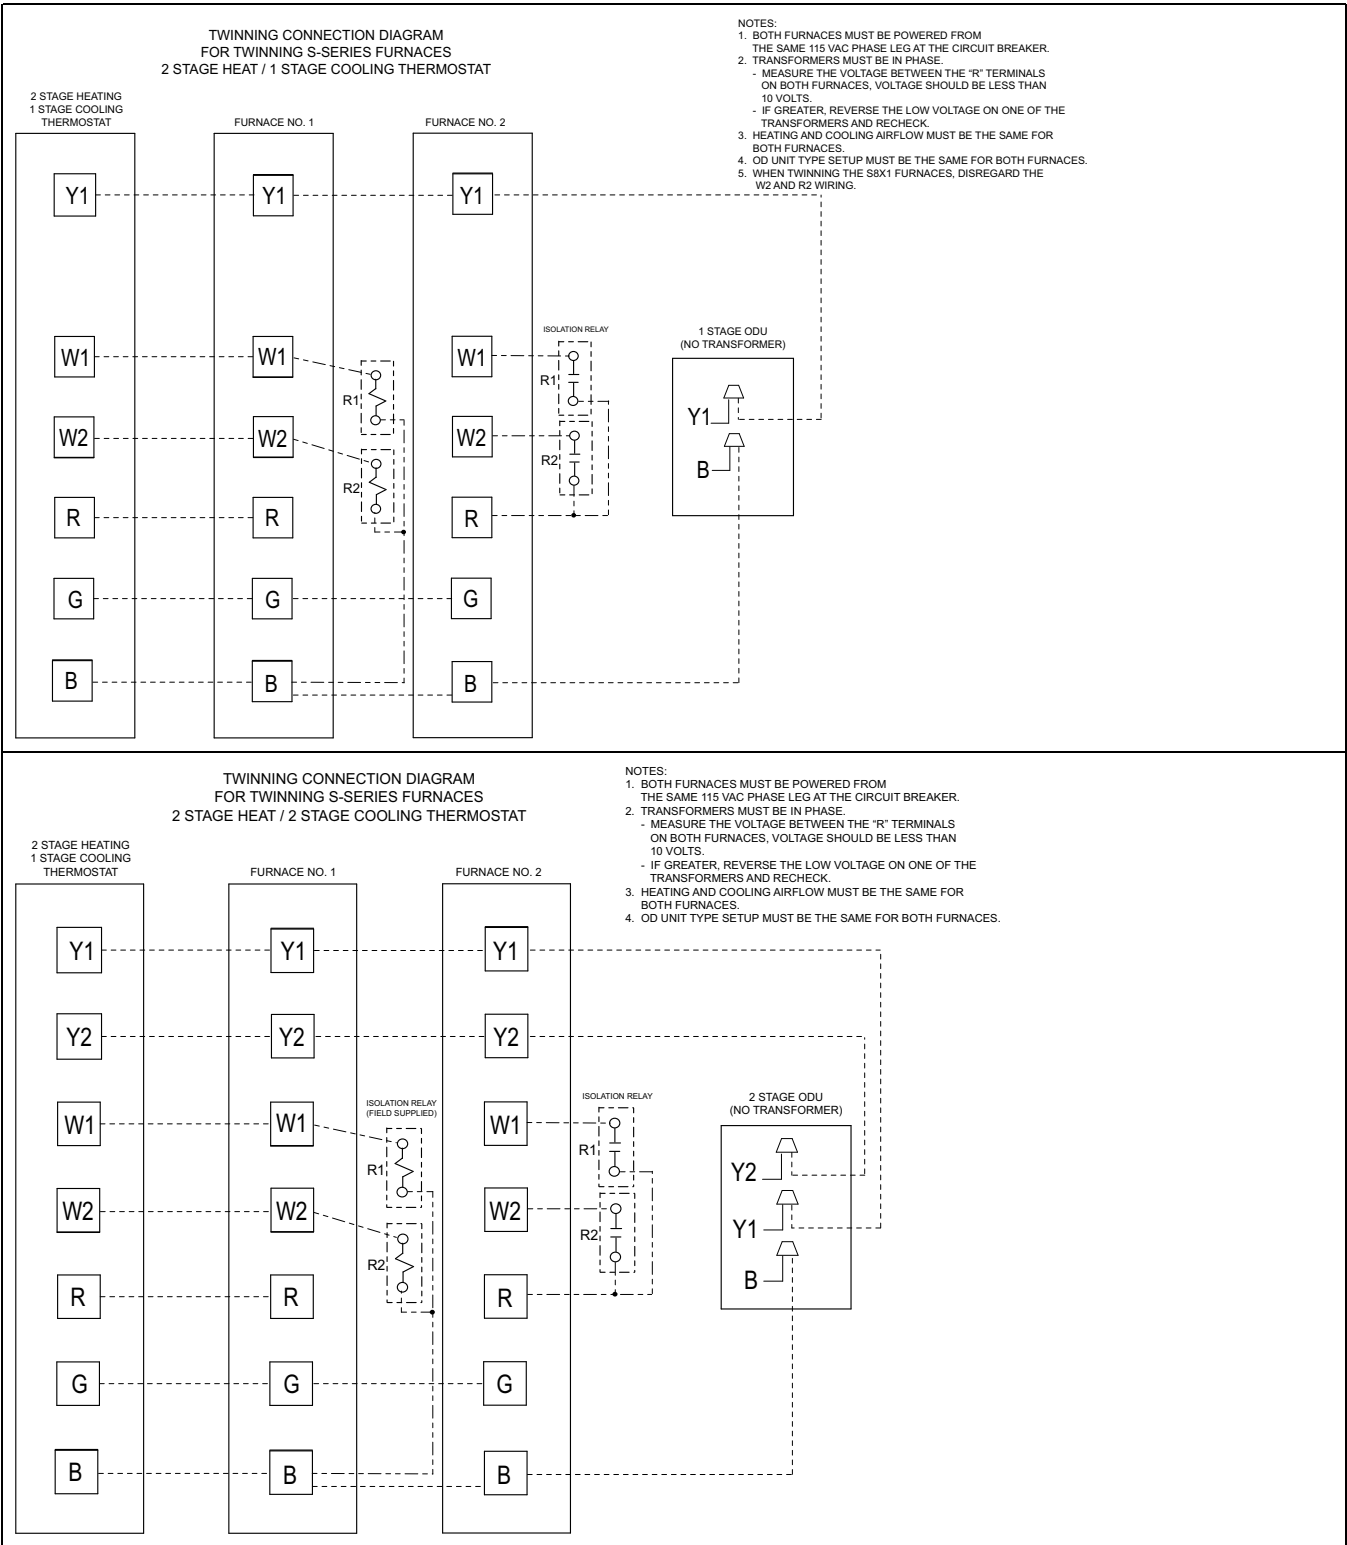 TWINNING CONNECTION DIAGRAM
FOR TWINNING S-SERIES FURNACES
2 STAGE HEAT / 1 STAGE COOLING THERMOSTAT
NOTES:
1. BOTH FURNACES MUST BE POWERED FROM
THE SAME 115 VAC PHASE LEG AT THE CIRCUIT BREAKER.
2. TRANSFORMERS MUST BE IN PHASE.
- MEASURE THE VOLTAGE BETWEEN THE “R” TERMINALS
ON BOTH FURNACES, VOLTAGE SHOULD BE LESS THAN
10 VOLTS.
- IF GREATER, REVERSE THE LOW VOLTAGE ON ONE OF THE
TRANSFORMERS AND RECHECK.
3. HEATING AND COOLING AIRFLOW MUST BE THE SAME FOR
BOTH FURNACES.
4. OD UNIT TYPE SETUP MUST BE THE SAME FOR BOTH FURNACES.
5. WHEN TWINNING THE S8X1 FURNACES, DISREGARD THE
W2 AND R2 WIRING.
2 STAGE HEATING
1 STAGE COOLING
THERMOSTAT
FURNACE NO. 1
FURNACE NO. 2
Y1 Y1 Y1
ISOLATION RELAY
1 STAGE ODU
(NO TRANSFORMER)
W1 W1 W1
R1 R1
Y1
W2 W2 W2
R2 R2
B
R R R
G G G
B B B
TWINNING CONNECTION DIAGRAM
FOR TWINNING S-SERIES FURNACES
2 STAGE HEAT / 2 STAGE COOLING THERMOSTAT
NOTES:
1. BOTH FURNACES MUST BE POWERED FROM
THE SAME 115 VAC PHASE LEG AT THE CIRCUIT BREAKER.
2. TRANSFORMERS MUST BE IN PHASE.
- MEASURE THE VOLTAGE BETWEEN THE “R” TERMINALS
ON BOTH FURNACES, VOLTAGE SHOULD BE LESS THAN
10 VOLTS.
- IF GREATER, REVERSE THE LOW VOLTAGE ON ONE OF THE
TRANSFORMERS AND RECHECK.
3. HEATING AND COOLING AIRFLOW MUST BE THE SAME FOR
BOTH FURNACES.
4. OD UNIT TYPE SETUP MUST BE THE SAME FOR BOTH FURNACES.
2 STAGE HEATING
1 STAGE COOLING
THERMOSTAT
FURNACE NO. 1
FURNACE NO. 2
Y1 Y1 Y1
Y2 Y2 Y2
ISOLATION RELAY
(FIELD SUPPLIED)
ISOLATION RELAY
2 STAGE ODU
(NO TRANSFORMER)
W1 W1 W1
R1 R1
Y2
W2 W2 W2
R2 R2
Y1
B
R R R
G G G
B B B